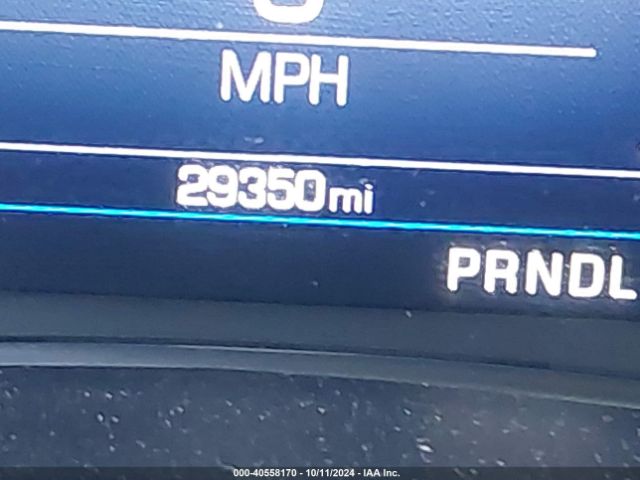 MPH
29350mi
PRNDL
000-40558170 - 10/11/2024 - IAA Inc.